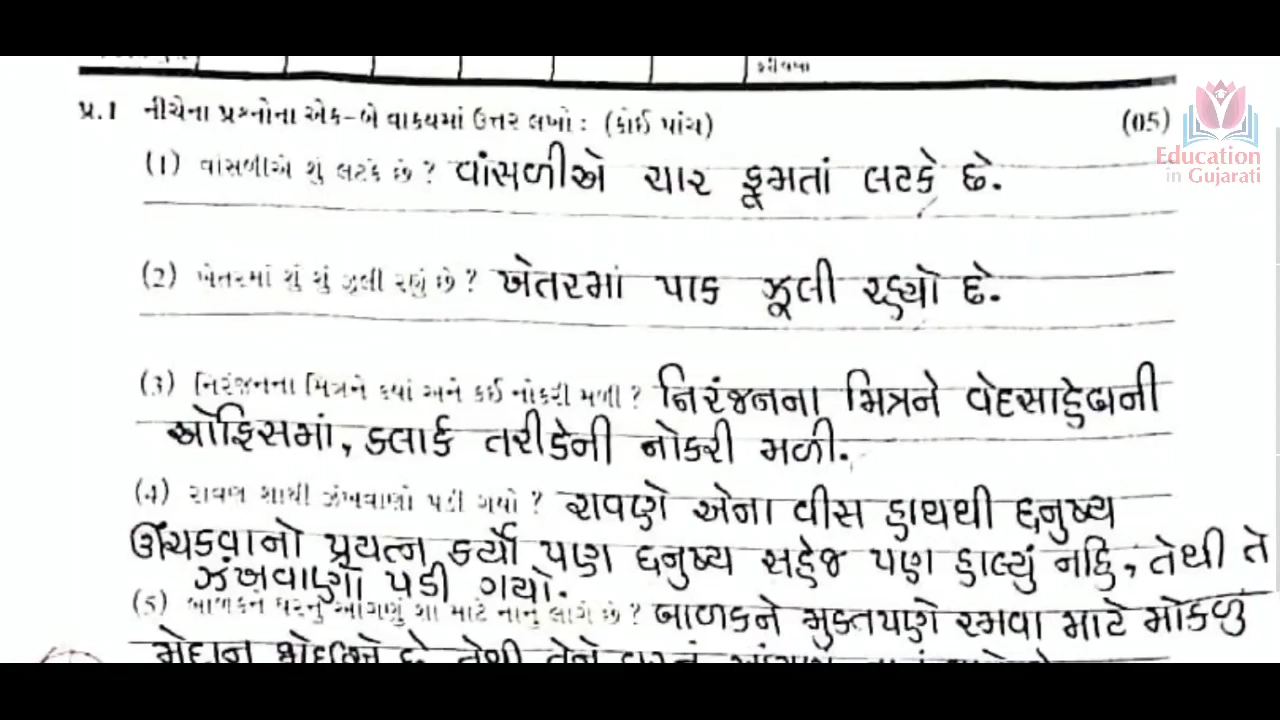 પ્ર.1 નીચેના પ્રશ્નોના એક-બે વાક્યમાં ઉત્તર લખો : (કોઈ પાંચ) (05)
Education
in Gujarati
(1) વાંસળીએ શું લટકે છે ? વાંસળીએ ચાર ફૂમતાં લટકે છે.
(2) ખેતરમાં શું શું ઝૂલી રહ્યું છે ? ખેતરમાં પાક ઝૂલી રહ્યો છે.
(3) નિરંજનના મિત્રને ક્યાં અને કઈ નોકરી મળી ? નિરંજનના મિત્રને વેદસાહેબની
ઓફિસમાં, ક્લાર્ક તરીકેની નોકરી મળી.
(4) રાવણ શાથી ઝંખવાણો પડી ગયો ? રાવણે એના વીસ હાથથી ધનુષ્ય
ઊંચકવાનો પ્રયત્ન કર્યો પણ ધનુષ્ય સહેજ પણ હાલ્યું નહિ, તેથી તે
ઝંખવાણો પડી ગયો.
(5) બાળકને ઘરનું આંગણું શા માટે નાનું લાગે છે ? બાળકને મુક્તપણે રમવા માટે મોકળું
મેદાન જોઈએ છે તેથી તેને